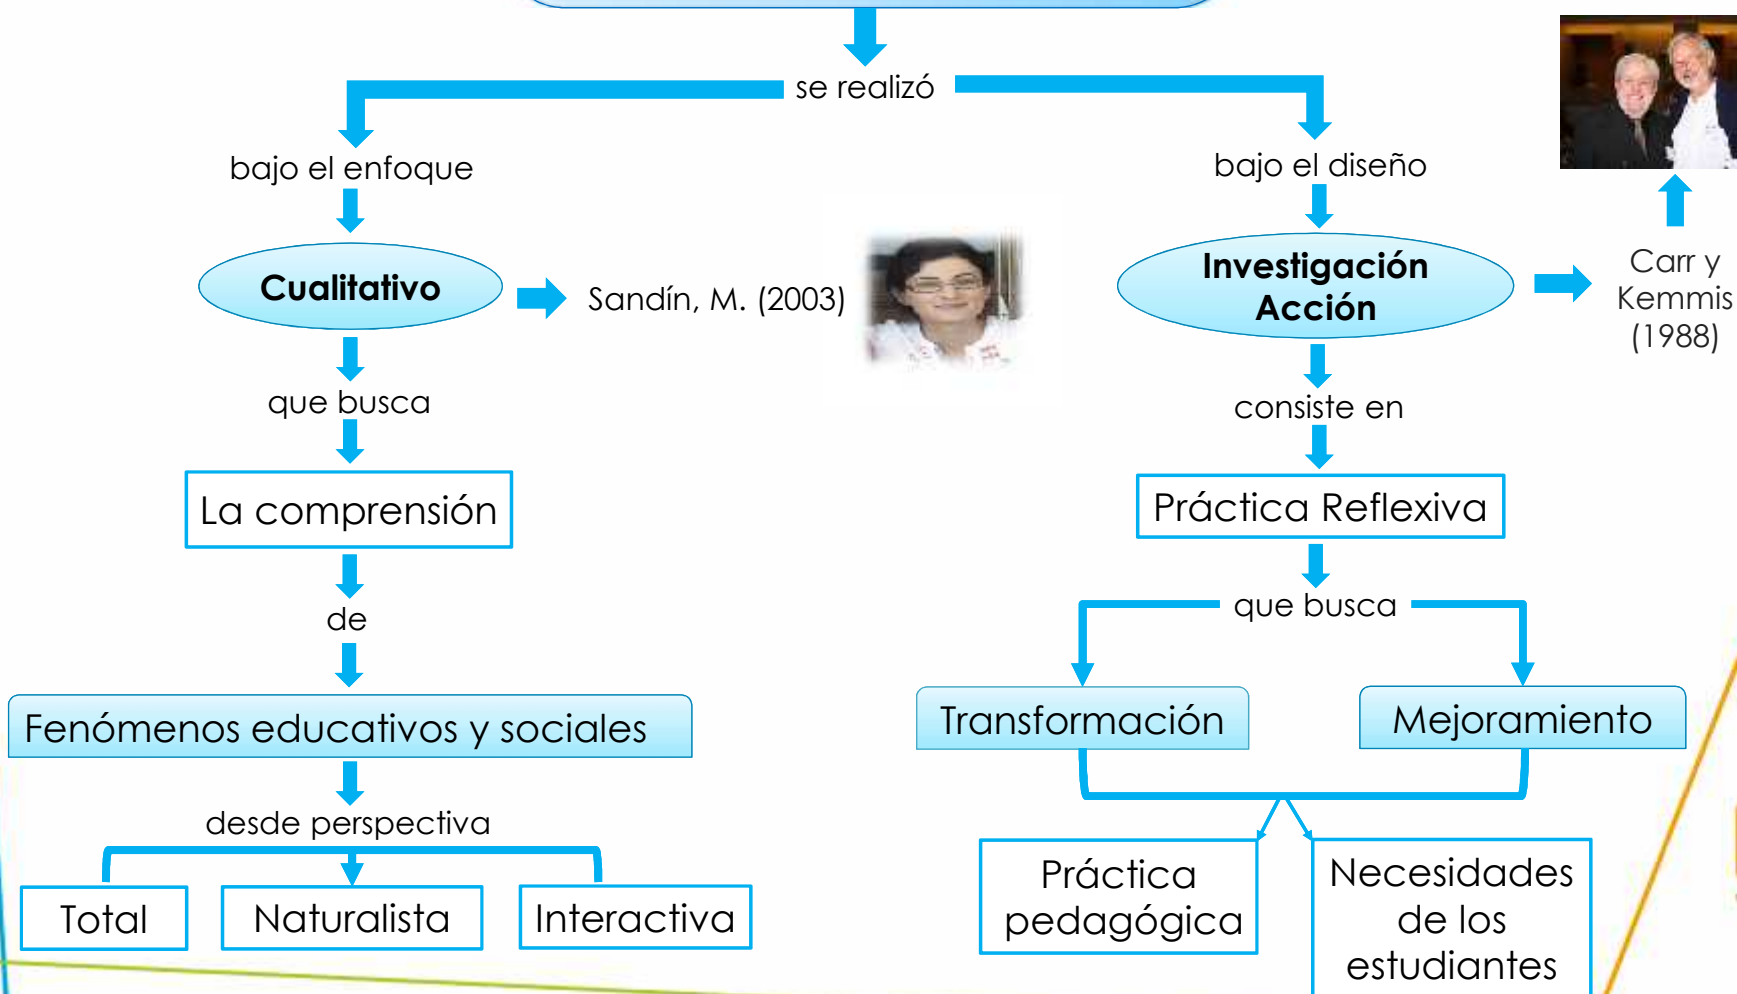 se realizó
bajo el enfoque
Cualitativo
Sandín, M. (2003)
que busca
La comprensión
de
Fenómenos educativos y sociales
desde perspectiva
Total
Naturalista
Interactiva
bajo el diseño
Investigación
Acción
Carr y
Kemmis
(1988)
consiste en
Práctica Reflexiva
que busca
Transformación
Mejoramiento
Práctica
pedagógica
Necesidades
de los
estudiantes